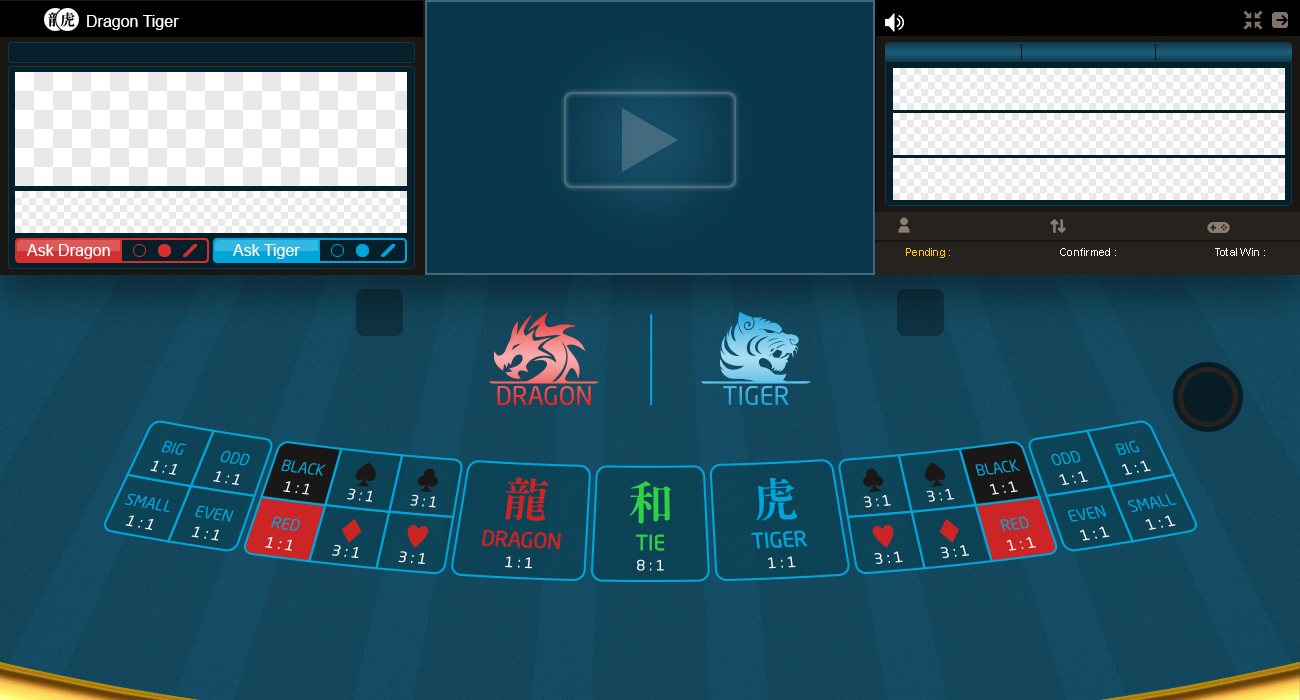 龍虎 Dragon Tiger
Ask Dragon
Ask Tiger
Pending :
Confirmed :
Total Win :
DRAGON
TIGER
BIG
1:1
ODD
1:1
SMALL
1:1
EVEN
1:1
BLACK
1:1
3:1
3:1
RED
1:1
3:1
3:1
龍
DRAGON
1:1
和
TIE
8:1
虎
TIGER
1:1
3:1
3:1
BLACK
1:1
3:1
3:1
RED
1:1
ODD
1:1
BIG
1:1
EVEN
1:1
SMALL
1:1